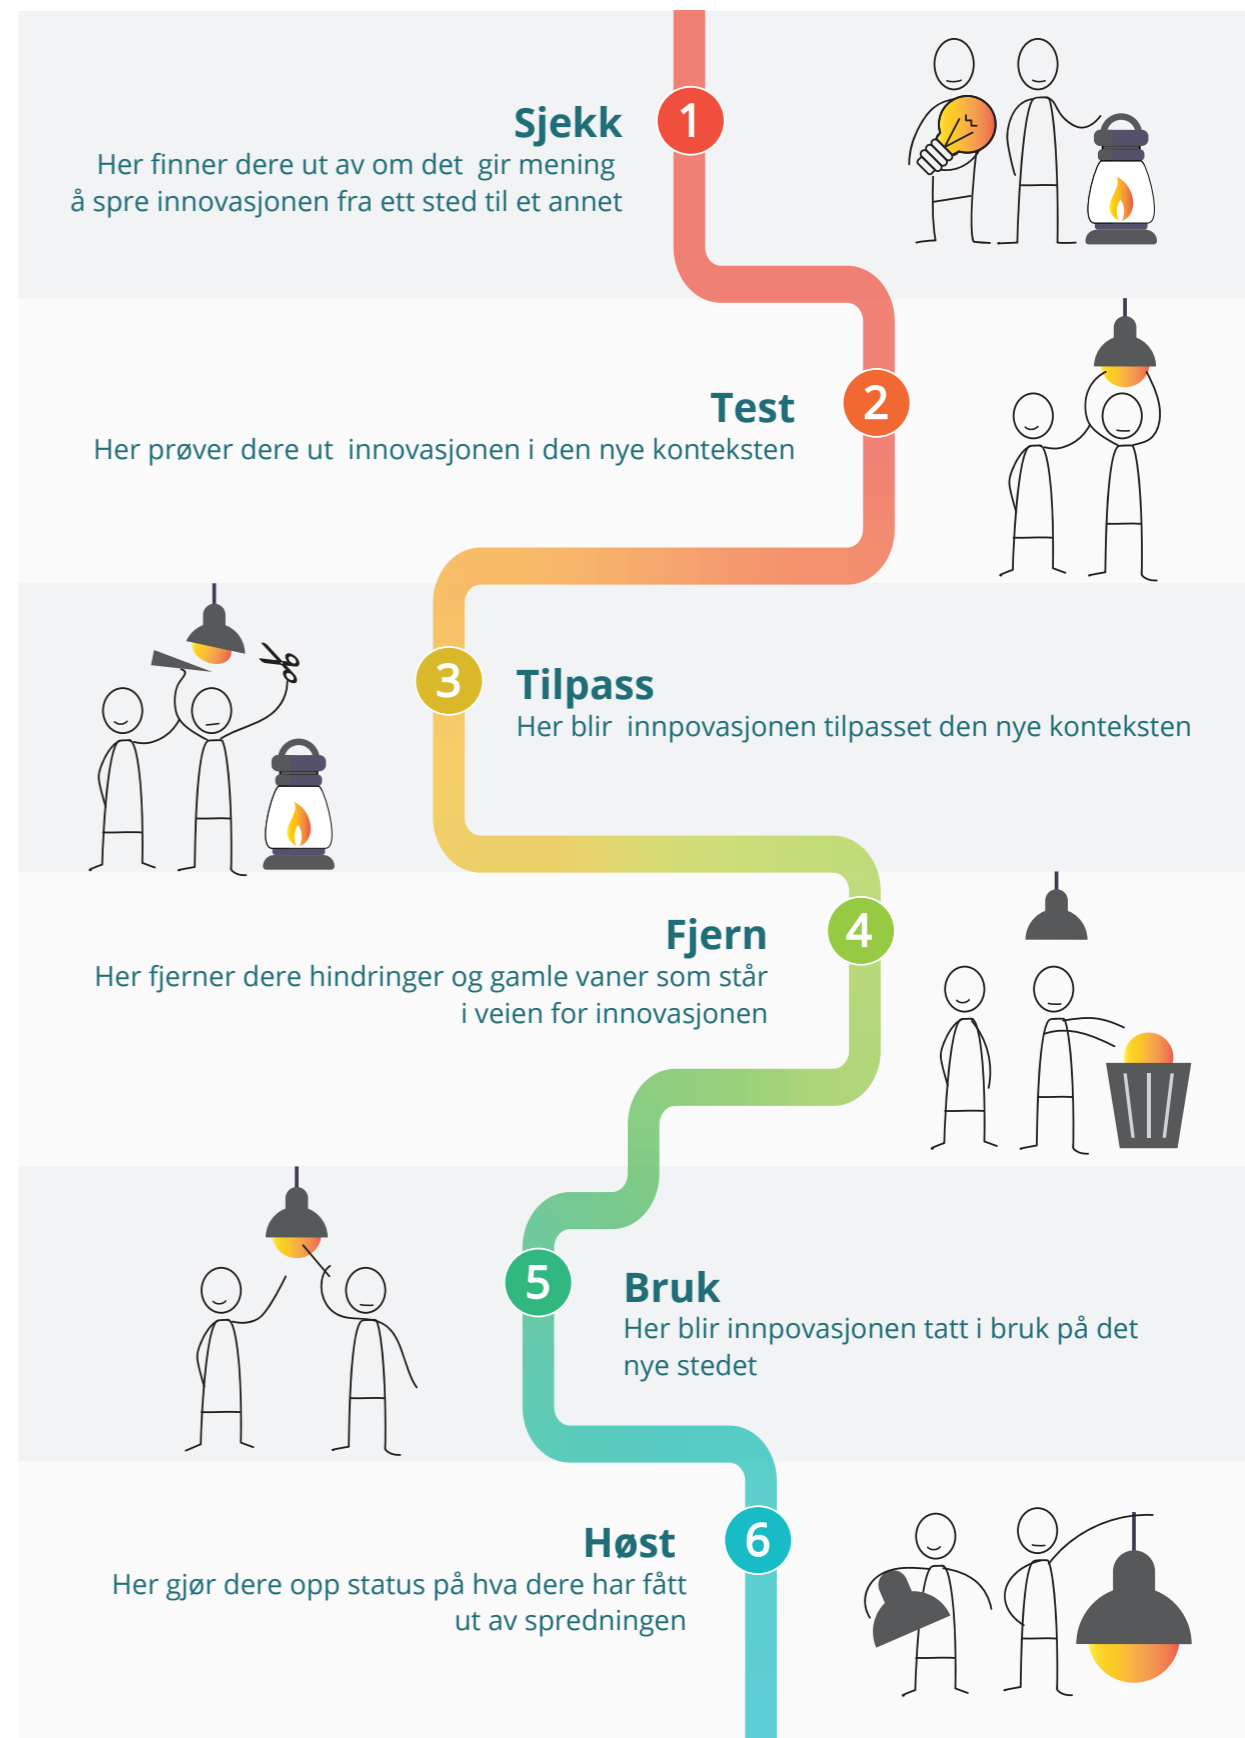 Sjekk
1
Her finner dere ut av om det  gir mening
å spre innovasjonen fra ett sted til et annet
Test
2
Her prøver dere ut  innovasjonen i den nye konteksten
3
Tilpass
Her blir  innpovasjonen tilpasset den nye konteksten
Fjern
4
Her fjerner dere hindringer og gamle vaner som står
i veien for innovasjonen
5
Bruk
Her blir innpovasjonen tatt i bruk på det
nye stedet
Høst
6
Her gjør dere opp status på hva dere har fått
ut av spredningen